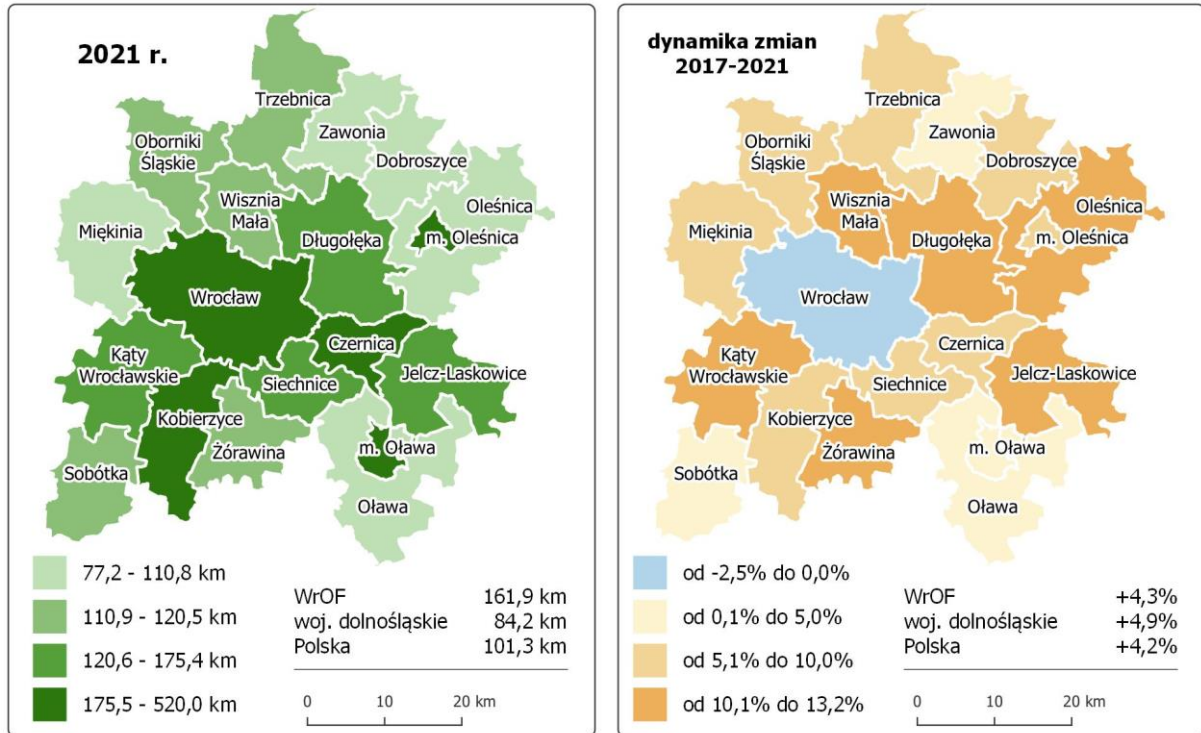 2021 r.
Trzebnica
Zawonia
Oborniki
Śląskie
Dobroszyce
Wisznia
Mała
Oleśnica
Miękinia
Długołęka
m. Oleśnica
Wrocław
Czernica
Kąty
Wrocławskie
Siechnice
Jelcz-Laskowice
Kobierzyce
Żórawina
m. Oława
Sobótka
Oława
77,2 - 110,8 km
110,9 - 120,5 km
120,6 - 175,4 km
175,5 - 520,0 km
WrOF 161,9 km
woj. dolnośląskie 84,2 km
Polska 101,3 km
0 10 20 km
dynamika zmian
2017-2021
Trzebnica
Zawonia
Oborniki
Śląskie
Dobroszyce
Wisznia
Mała
Oleśnica
Miękinia
Długołęka
m. Oleśnica
Wrocław
Czernica
Kąty
Wrocławskie
Siechnice
Jelcz-Laskowice
Kobierzyce
Żórawina
m. Oława
Sobótka
Oława
od -2,5% do 0,0%
od 0,1% do 5,0%
od 5,1% do 10,0%
od 10,1% do 13,2%
WrOF +4,3%
woj. dolnośląskie +4,9%
Polska +4,2%
0 10 20 km